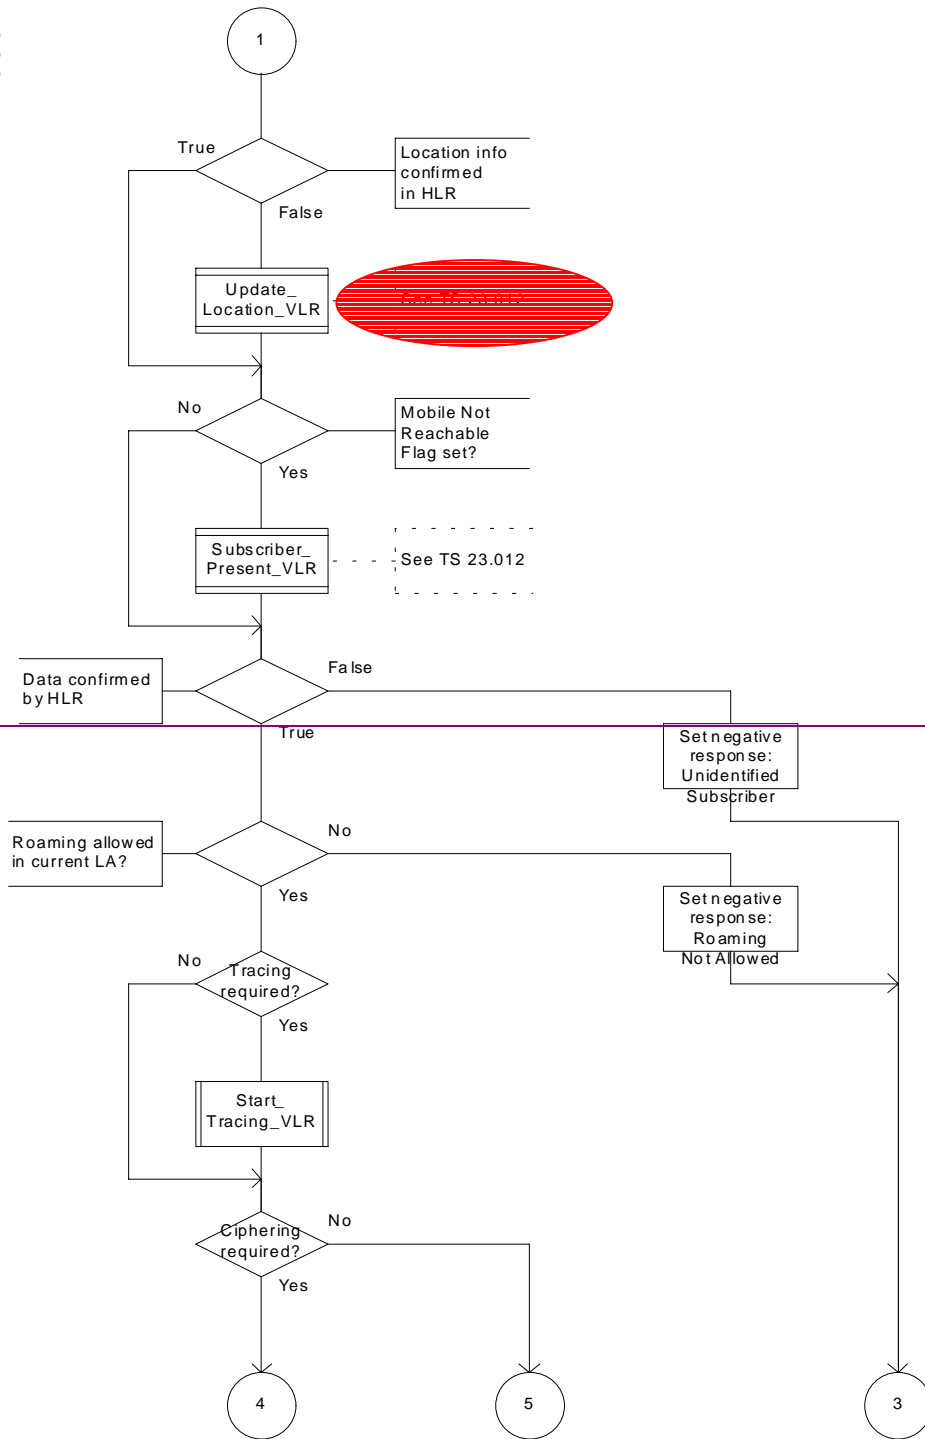 1
True
Location info
confirmed
in HLR
False
Update_
Location_VLR
No
Mobile Not
Reachable
Flag set?
Yes
Subscriber_
Present_VLR
See TS 23.012
Data confirmed
by HLR
False
True
Set negative
response:
Unidentified
Subscriber
Roaming allowed
in current LA?
No
Yes
Set negative
response:
Roaming
Not Allowed
No
Tracing
required?
Yes
Start_
Tracing_VLR
Ciphering
required?
No
Yes
4
5
3